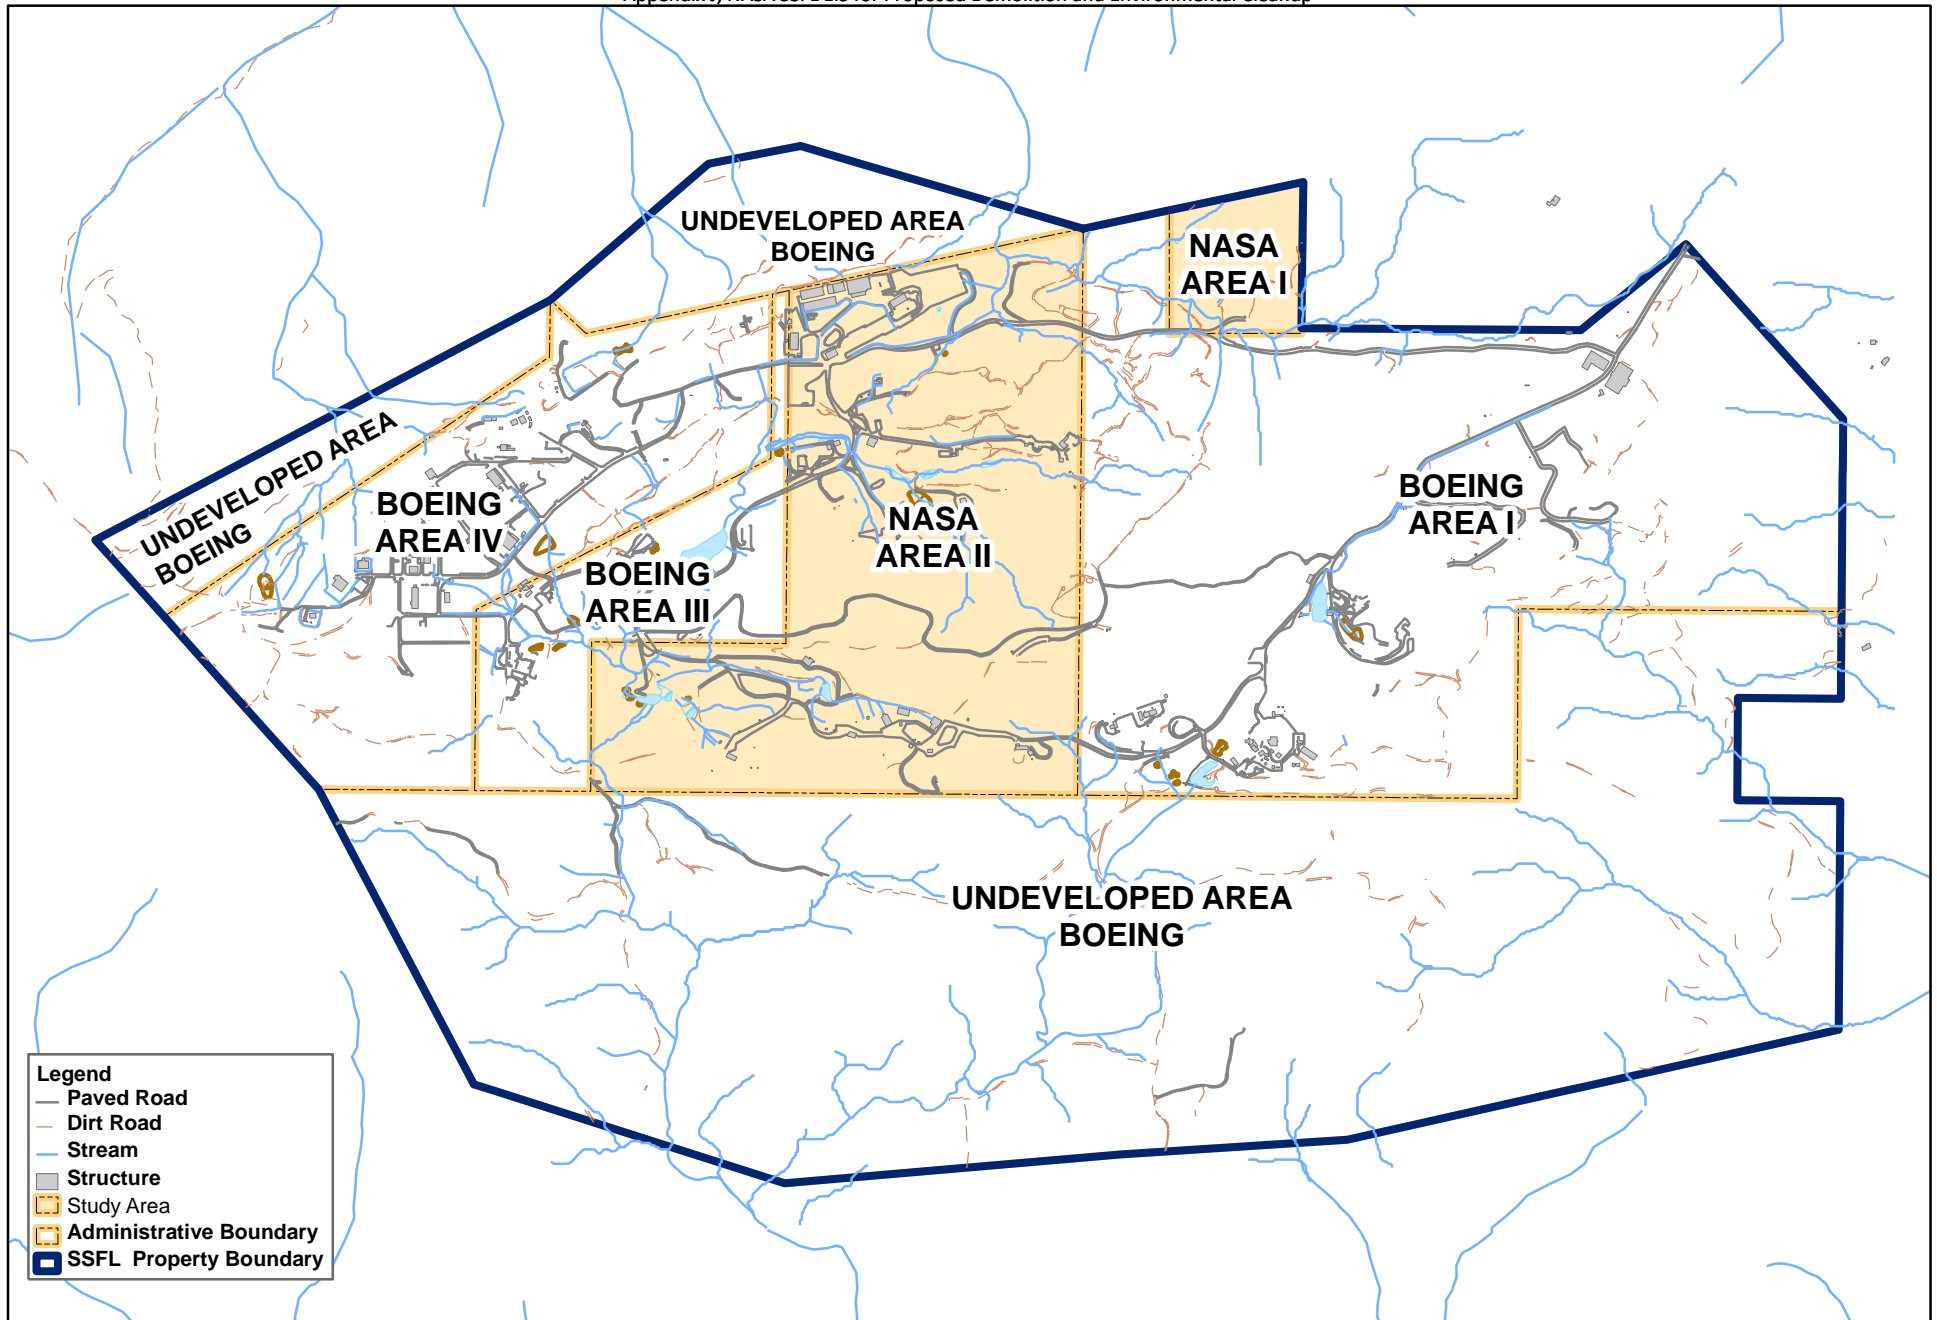 UNDEVELOPED AREA
BOEING
NASA
AREA I
UNDEVELOPED AREA
BOEING
BOEING
AREA IV
BOEING
AREA III
NASA
AREA II
BOEING
AREA I
UNDEVELOPED AREA
BOEING
Legend
Paved Road
Dirt Road
Stream
Structure
Study Area
Administrative Boundary
SSFL Property Boundary